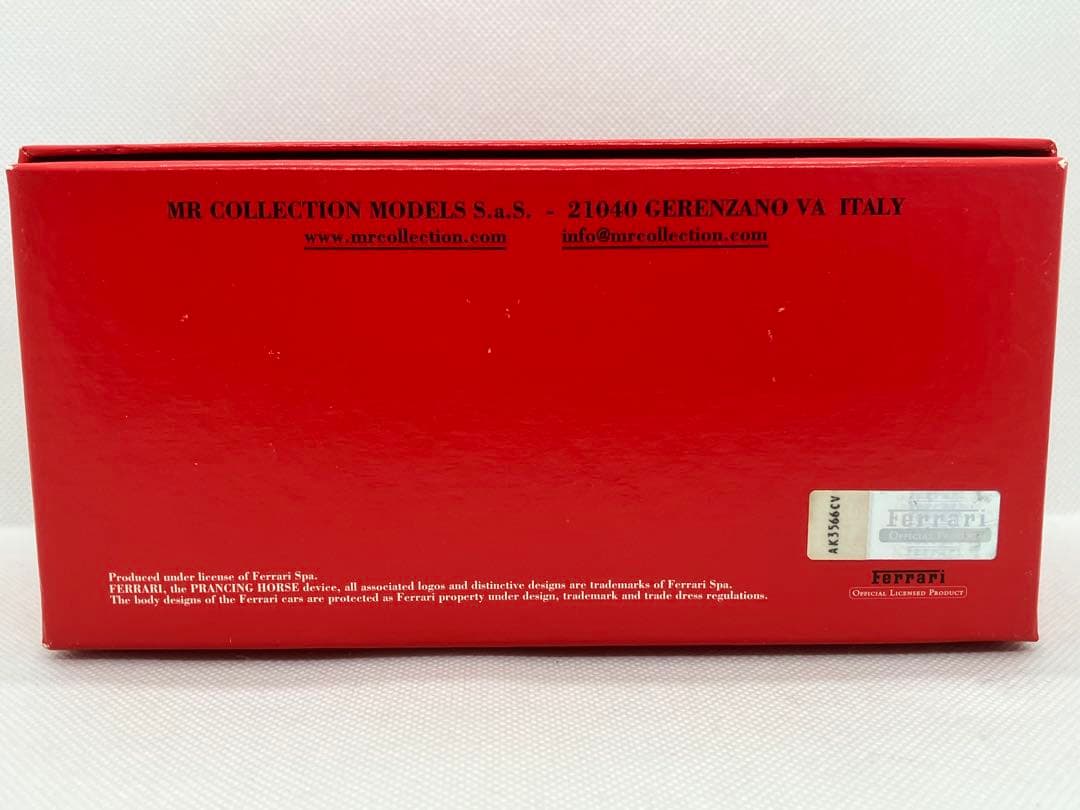 MR COLLECTION MODELS S.a.S. - 21040 GERENZANO VA ITALY
www.mrcollection.com info@mrcollection.com
AK3566CV
Ferrari
OFFICIAL PRODUCT
Produced under license of Ferrari Spa.
FERRARI, the PRANCING HORSE device, all associated logos and distinctive designs are trademarks of Ferrari Spa.
The body designs of the Ferrari cars are protected as Ferrari property under design, trademark and trade dress regulations.
Ferrari
OFFICIAL LICENSED PRODUCT